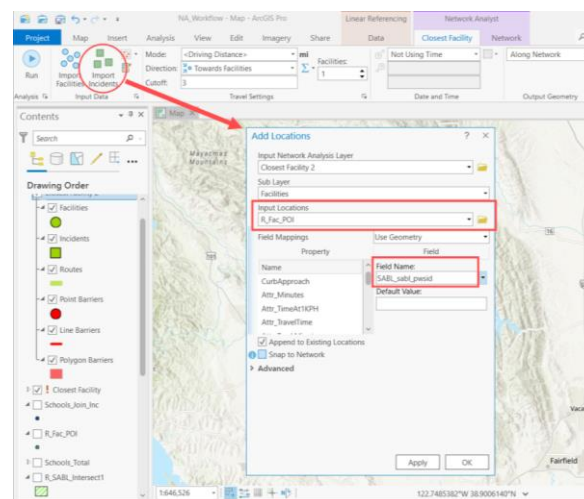 NA_Workflow - Map - ArcGIS Pro
Linear Referencing
Network Analyst
Project
Map
Insert
Analysis
View
Edit
Imagery
Share
Data
Closest Facility
Network
Run
Import Facilities
Import Incidents
Mode:
<Driving Distance>
mi
Direction:
Towards Facilities
Cutoff:
3
Facilities:
1
Not Using Time
Along Network
Analysis
Input Data
Travel Settings
Date and Time
Output Geometry
Contents
Search
Drawing Order
Facilities
Incidents
Routes
Point Barriers
Line Barriers
Polygon Barriers
Closest Facility
Schools_Join_Inc
R_Fac_POI
Schools_Total
R_SABL_Intersect1
Map
Mayacmas
Mountains
Add Locations
? ×
Input Network Analysis Layer
Closest Facility 2
Sub Layer
Facilities
Input Locations
R_Fac_POI
Field Mappings
Use Geometry
Property
Field
Name
CurbApproach
Attr_Minutes
Attr_TimeAt1KPH
Attr_TravelTime
Field Name:
SABL_sabl_pwsid
Default Value:
Append to Existing Locations
Snap to Network
Advanced
Apply
OK
16
Vaca
Fairfield
1:646,526
122.7485382°W 38.9006140°N